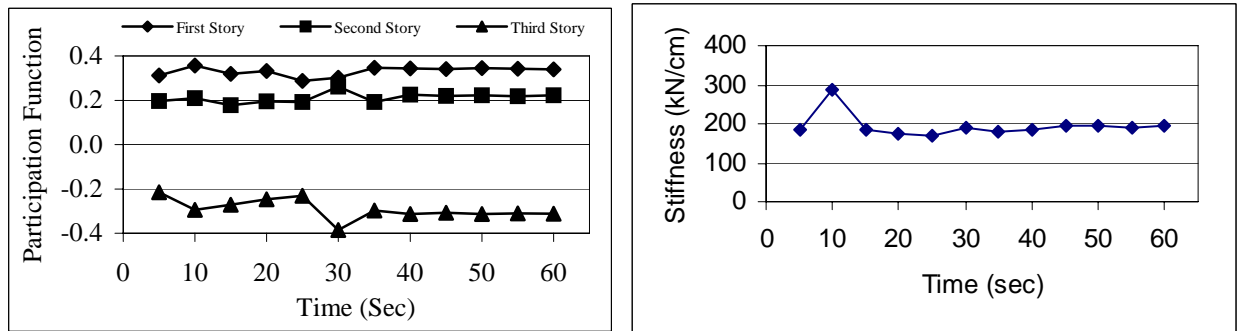 First Story Second Story Third Story
0.4
0.2
0.0
-0.2
-0.4
Participation Function
0 10 20 30 40 50 60
Time (Sec)
400
300
200
100
0
Stiffness (kN/cm)
0 10 20 30 40 50 60
Time (sec)